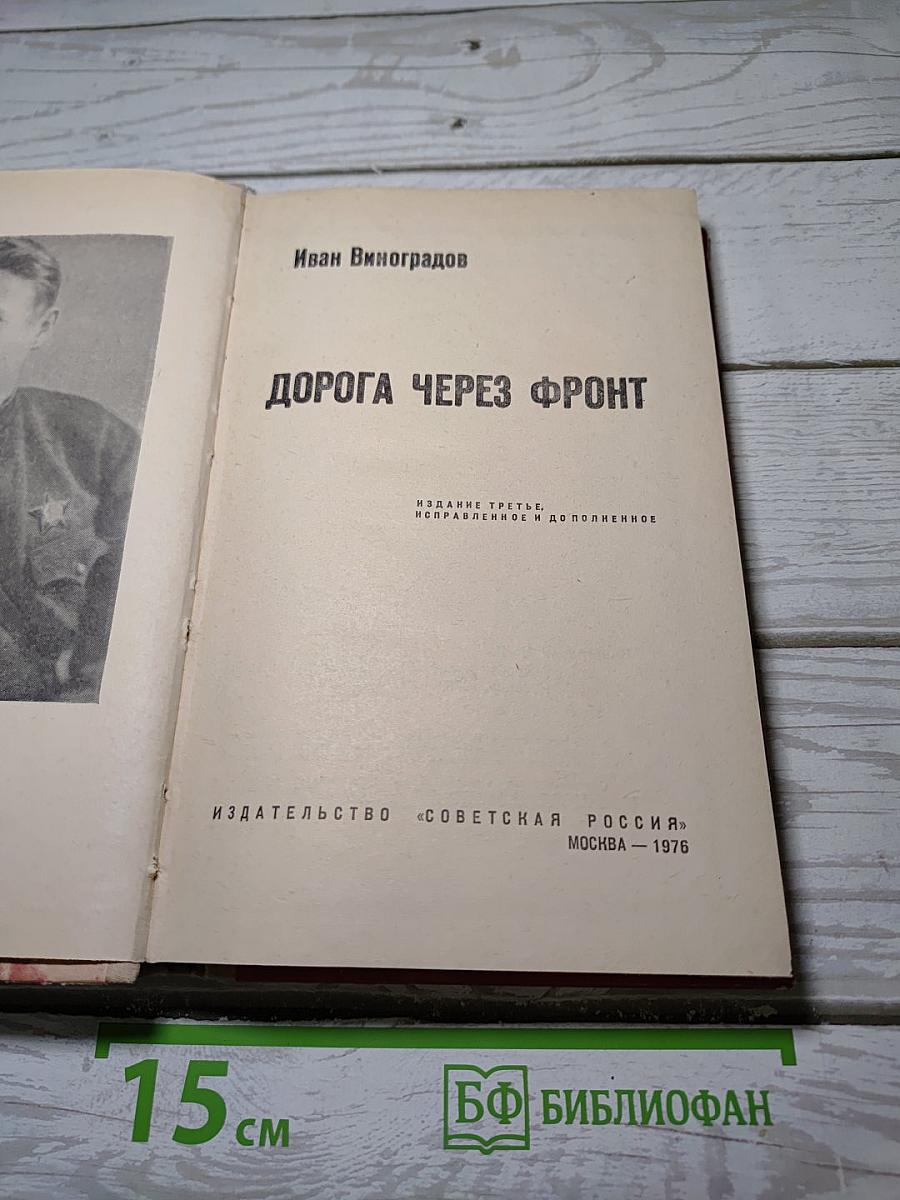 Иван Виноградов
ДОРОГА ЧЕРЕЗ ФРОНТ
ИЗДАНИЕ ТРЕТЬЕ,
ИСПРАВЛЕННОЕ И ДОПОЛНЕННОЕ
ИЗДАТЕЛЬСТВО «СОВЕТСКАЯ РОССИЯ»
МОСКВА — 1976
15 см
БФ БИБЛИОФАН